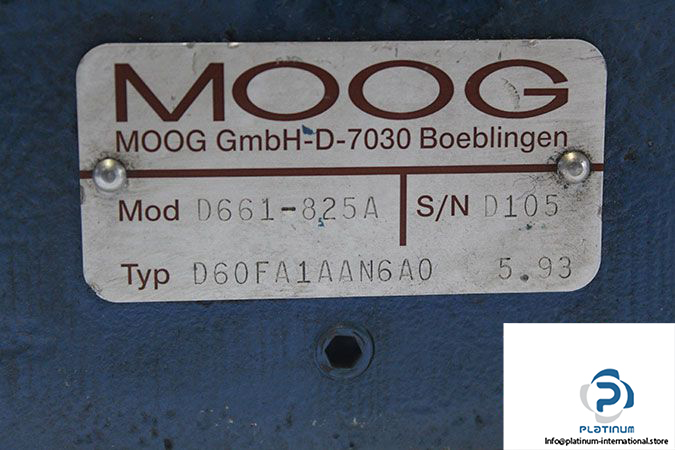 MOOG
MOOG GmbH-D-7030 Boeblingen
Mod D661-825A S/N D105
Typ D60FA1AAN6A0 5.93
PLATINUM
Info@platinum-international.store